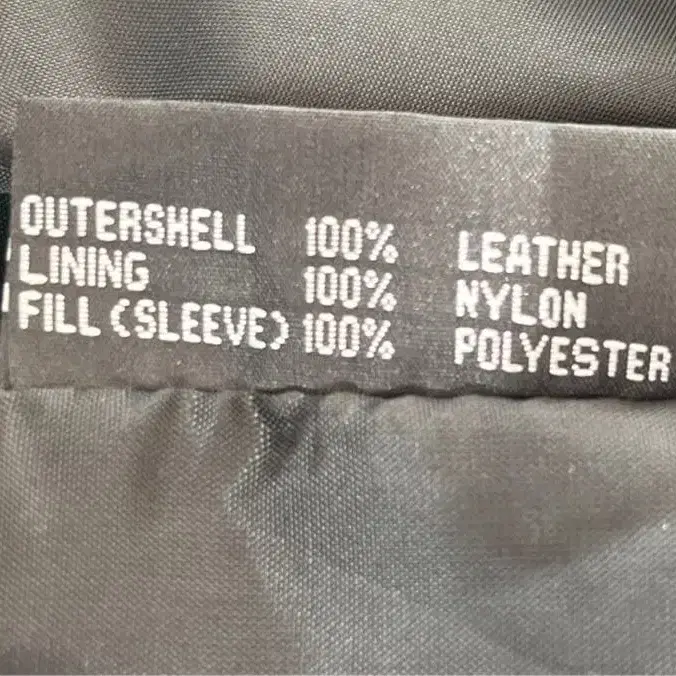 OUTERSHELL 100% LEATHER
LINING 100% NYLON
FILL (SLEEVE) 100% POLYESTER